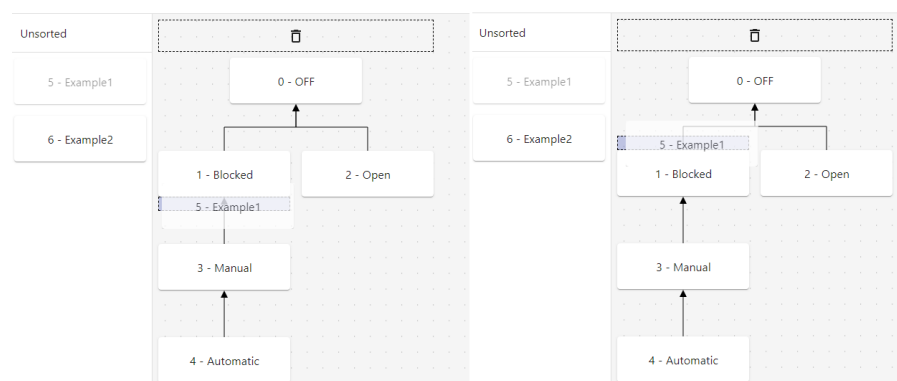 Unsorted
5 - Example1
6 - Example2
0 - OFF
1 - Blocked
2 - Open
5 - Example1
3 - Manual
4 - Automatic
Unsorted
5 - Example1
6 - Example2
0 - OFF
5 - Example1
1 - Blocked
2 - Open
3 - Manual
4 - Automatic